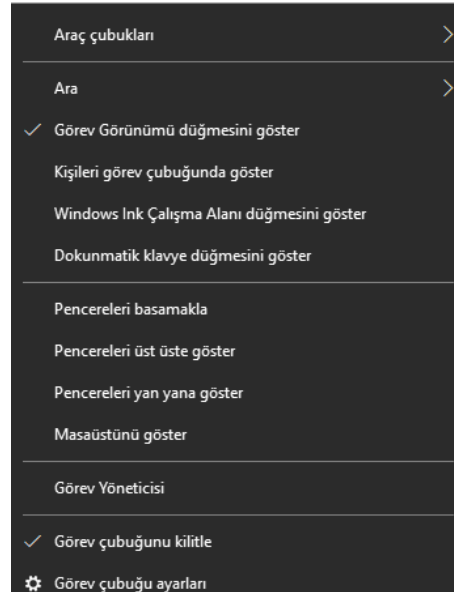 Araç çubukları
Ara
Görev Görünümü düğmesini göster
Kişileri görev çubuğunda göster
Windows Ink Çalışma Alanı düğmesini göster
Dokunmatik klavye düğmesini göster
Pencereleri basamakla
Pencereleri üst üste göster
Pencereleri yan yana göster
Masaüstünü göster
Görev Yöneticisi
Görev çubuğunu kilitle
Görev çubuğu ayarları